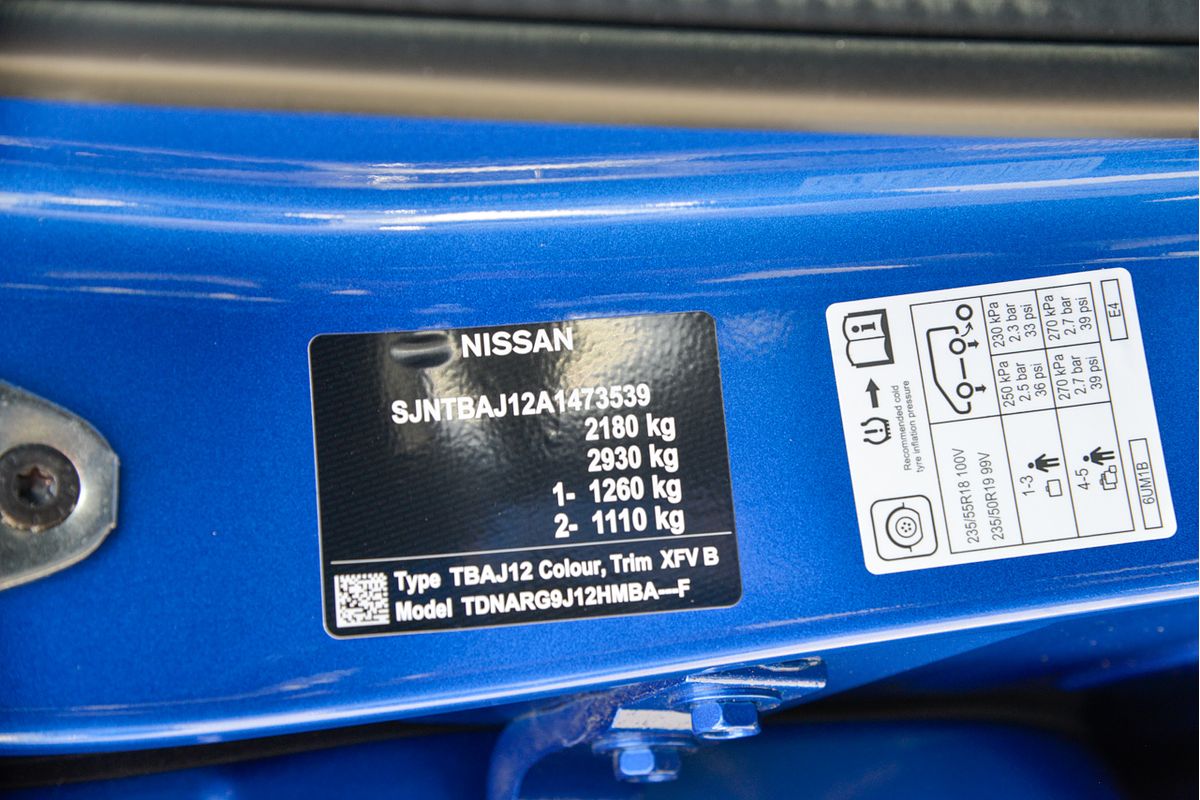 NISSAN
SJNTBAJ12A1473539
2180 kg
2930 kg
1- 1260 kg
2- 1110 kg
Type TBAJ12 Colour, Trim XFV B
Model TDNARG9J12HMBA---F
Recommended cold
tyre inflation pressure
235/55R18 100V
235/50R19 99V
1-3
250 kPa
2.5 bar
36 psi
230 kPa
2.3 bar
33 psi
4-5
270 kPa
2.7 bar
39 psi
270 kPa
2.7 bar
39 psi
6UM1B
E4